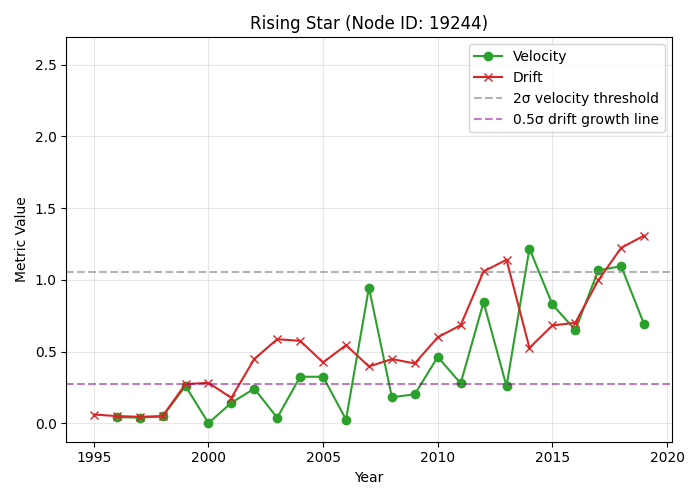 Rising Star (Node ID: 19244)
Velocity
Drift
2σ velocity threshold
0.5σ drift growth line
Metric Value
2.5
2.0
1.5
1.0
0.5
0.0
1995
2000
2005
2010
2015
2020
Year